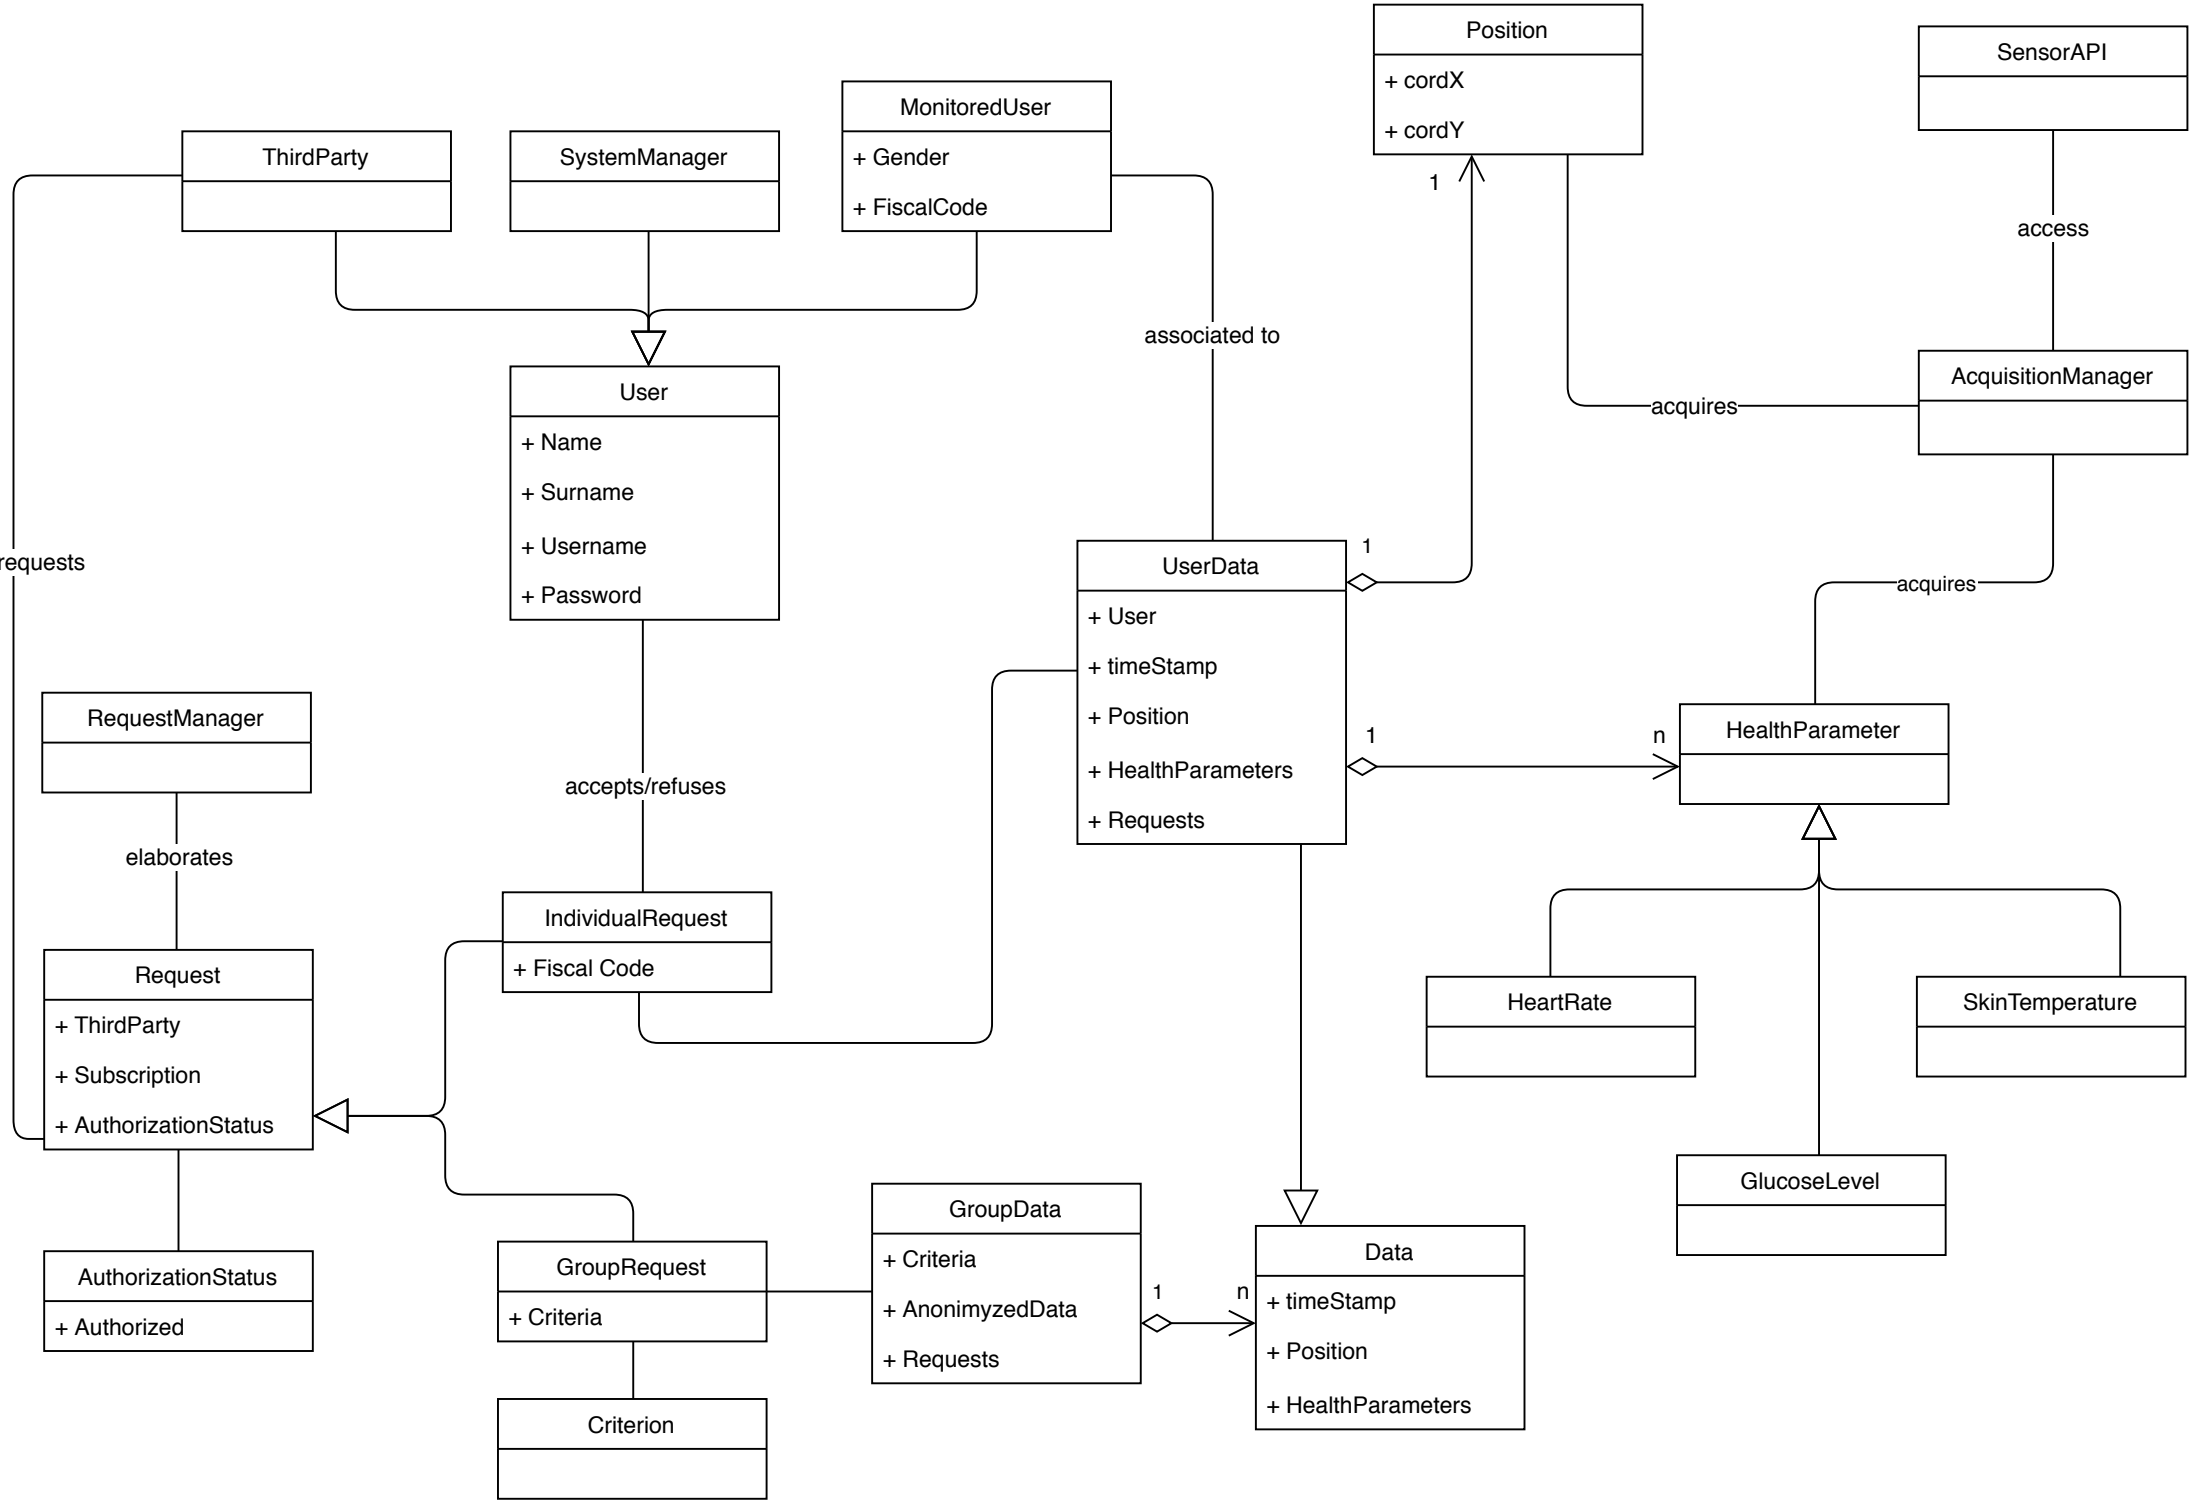 Position
+ cordX
+ cordY
SensorAPI
MonitoredUser
+ Gender
+ FiscalCode
ThirdParty
SystemManager
1
access
associated to
User
+ Name
+ Surname
+ Username
+ Password
AcquisitionManager
acquires
requests
1
UserData
+ User
+ timeStamp
+ Position
+ HealthParameters
+ Requests
acquires
RequestManager
1
n
HealthParameter
accepts/refuses
elaborates
IndividualRequest
+ Fiscal Code
Request
+ ThirdParty
+ Subscription
+ AuthorizationStatus
HeartRate
SkinTemperature
GlucoseLevel
GroupData
+ Criteria
+ AnonimyzedData
+ Requests
1
n
Data
+ timeStamp
+ Position
+ HealthParameters
GroupRequest
+ Criteria
AuthorizationStatus
+ Authorized
Criterion